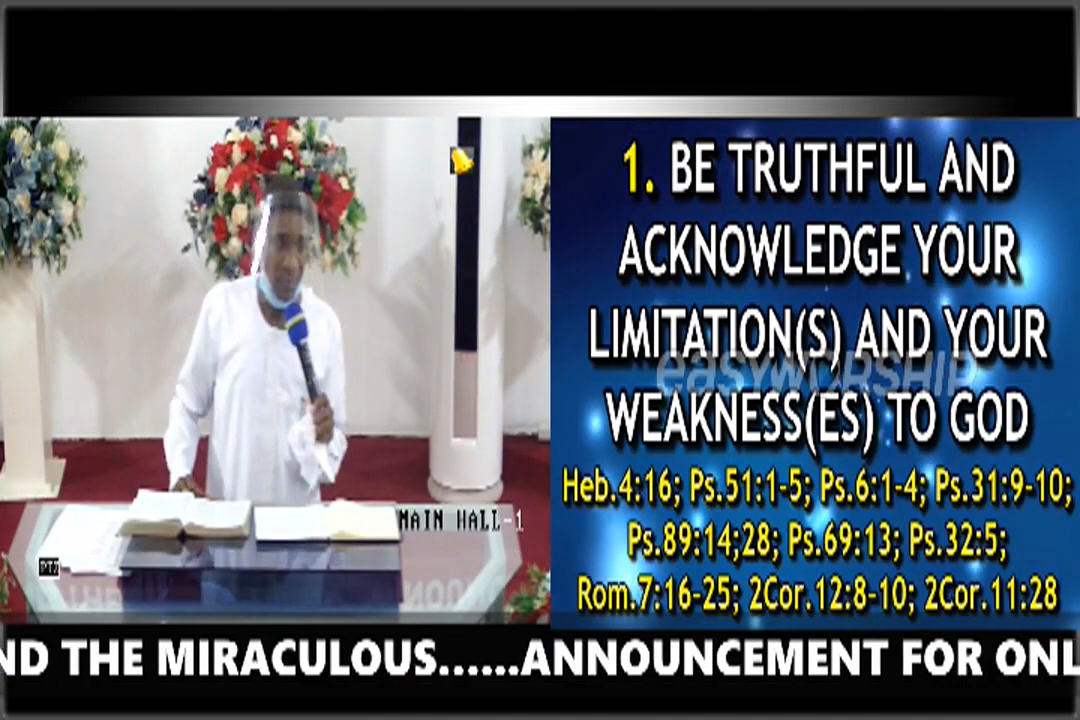 1. BE TRUTHFUL AND
ACKNOWLEDGE YOUR
LIMITATION(S) AND YOUR
easyworship
WEAKNESS(ES) TO GOD
Heb.4:16; Ps.51:1-5; Ps.6:1-4; Ps.31:9-10;
Ps.89:14;28; Ps.69:13; Ps.32:5;
Rom.7:16-25; 2Cor.12:8-10; 2Cor.11:28
MAIN HALL-1
PTZ
ND THE MIRACULOUS......ANNOUNCEMENT FOR ONL